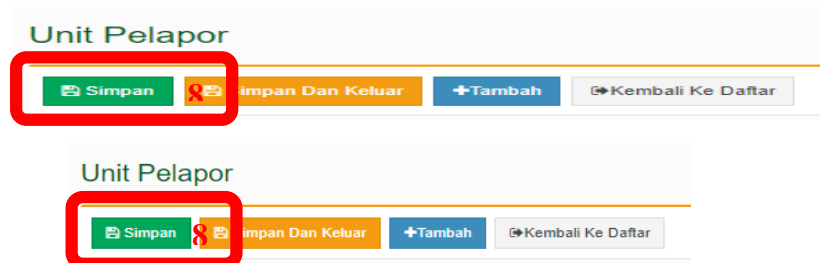 Unit Pelapor
Simpan 8 Simpan Dan Keluar +Tambah Kembali Ke Daftar
Unit Pelapor
Simpan 8 Simpan Dan Keluar +Tambah Kembali Ke Daftar